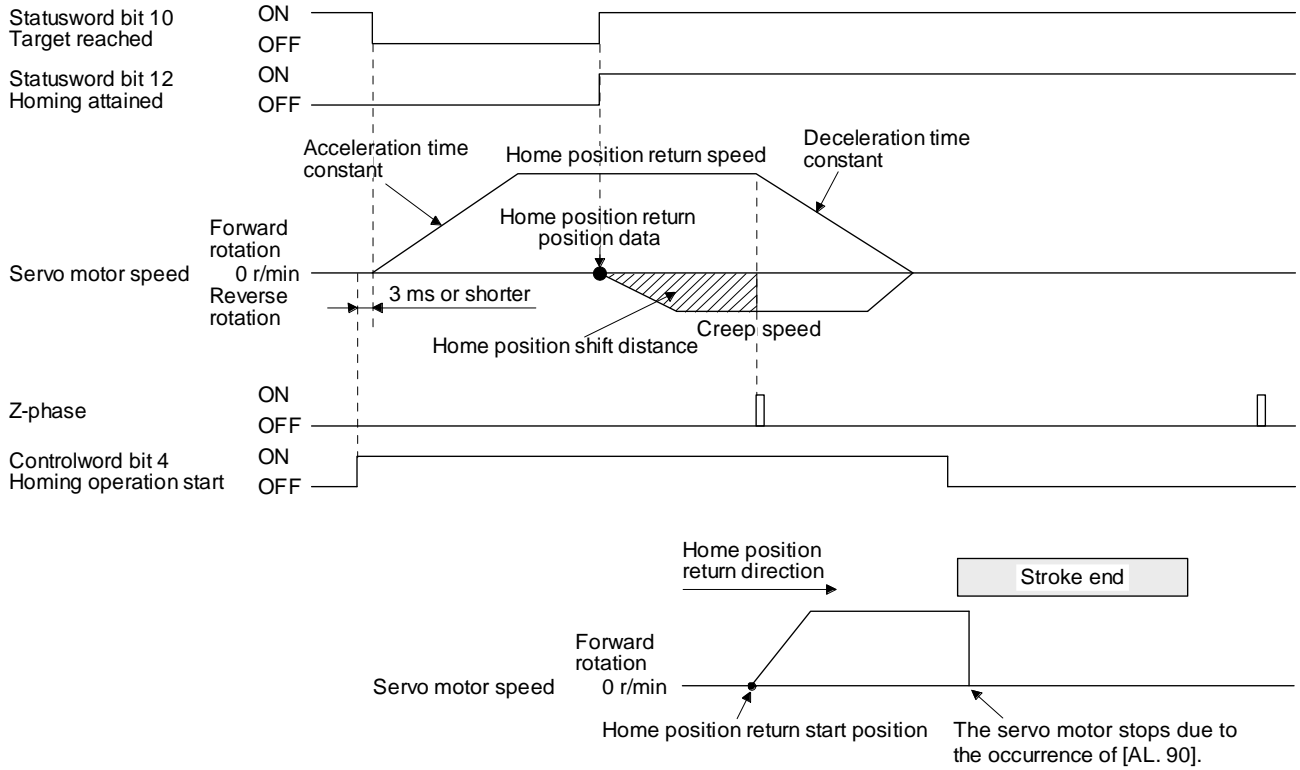 Statusword bit 10
Target reached
ON
OFF
Statusword bit 12
Homing attained
ON
OFF
Acceleration time
constant
Home position return speed
Deceleration time
constant
Home position return
position data
Forward
rotation
Servo motor speed
0 r/min
Reverse
rotation
3 ms or shorter
Creep speed
Home position shift distance
Z-phase
ON
OFF
Controlword bit 4
Homing operation start
ON
OFF
Home position
return direction
Stroke end
Forward
rotation
Servo motor speed
0 r/min
Home position return start position
The servo motor stops due to
the occurrence of [AL. 90].